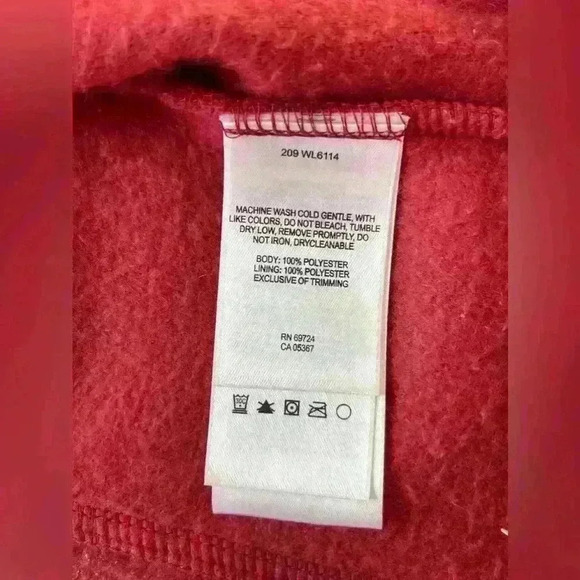 209 WL6114
MACHINE WASH COLD GENTLE, WITH
LIKE COLORS, DO NOT BLEACH, TUMBLE
DRY LOW, REMOVE PROMPTLY, DO
NOT IRON, DRYCLEANABLE
BODY: 100% POLYESTER
LINING: 100% POLYESTER
EXCLUSIVE OF TRIMMING
RN 69724
CA 05367